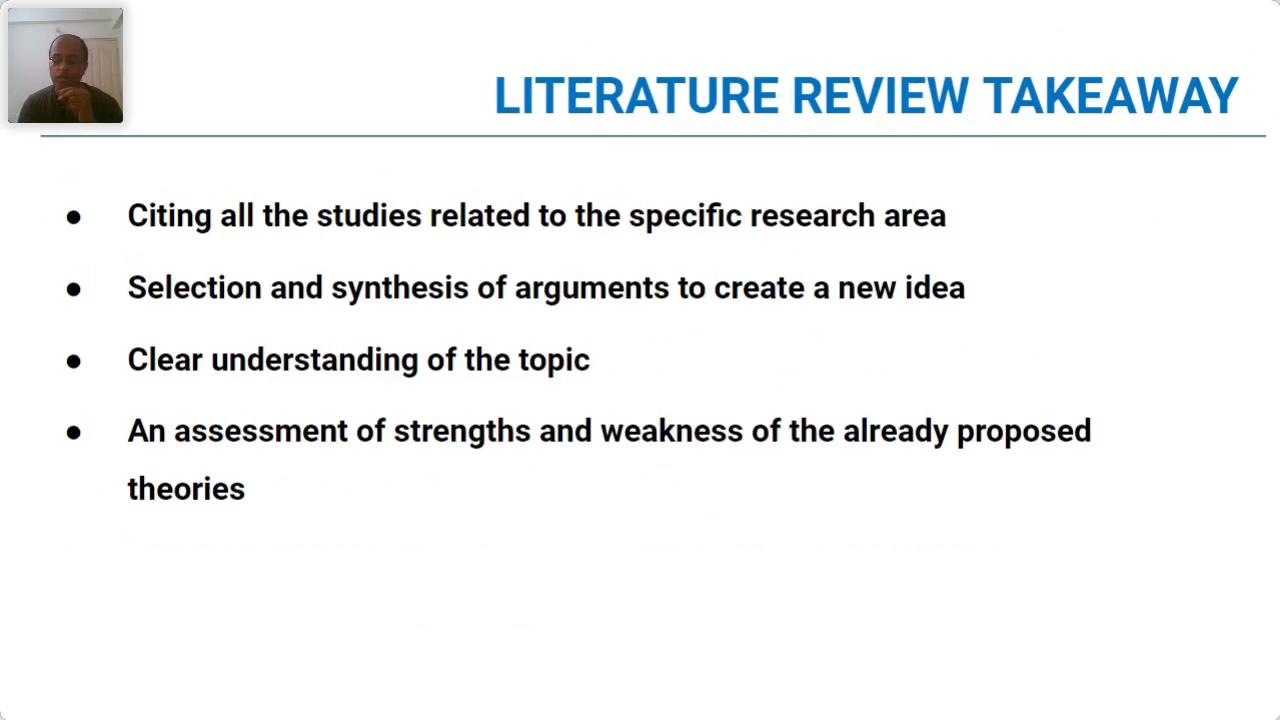 LITERATURE REVIEW TAKEAWAY
● Citing all the studies related to the specific research area
● Selection and synthesis of arguments to create a new idea
● Clear understanding of the topic
● An assessment of strengths and weakness of the already proposed
theories